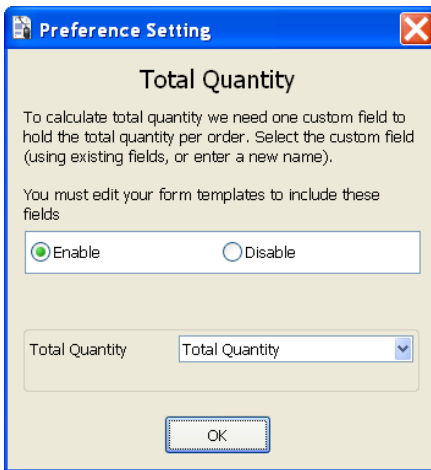 Preference Setting
Total Quantity
To calculate total quantity we need one custom field to
hold the total quantity per order. Select the custom field
(using existing fields, or enter a new name).
You must edit your form templates to include these
fields
Enable Disable
Total Quantity Total Quantity
OK